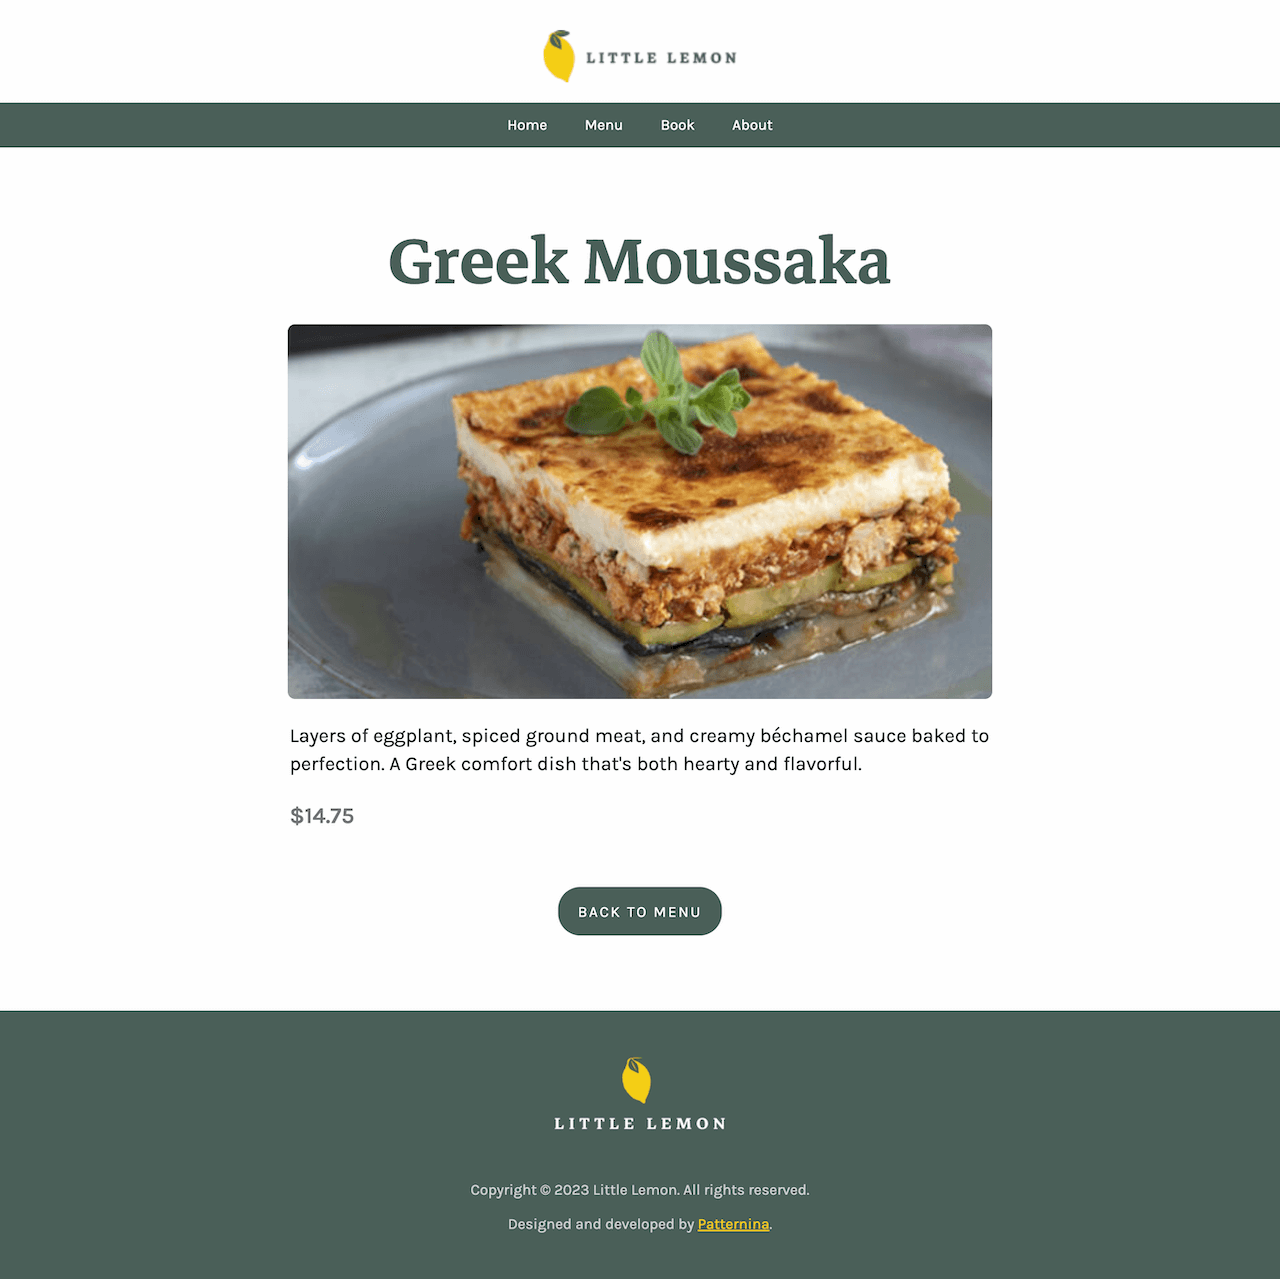 LITTLE LEMON
Home Menu Book About
Greek Moussaka
Layers of eggplant, spiced ground meat, and creamy béchamel sauce baked to
perfection. A Greek comfort dish that's both hearty and flavorful.
$14.75
BACK TO MENU
LITTLE LEMON
Copyright © 2023 Little Lemon. All rights reserved.
Designed and developed by Patternina.